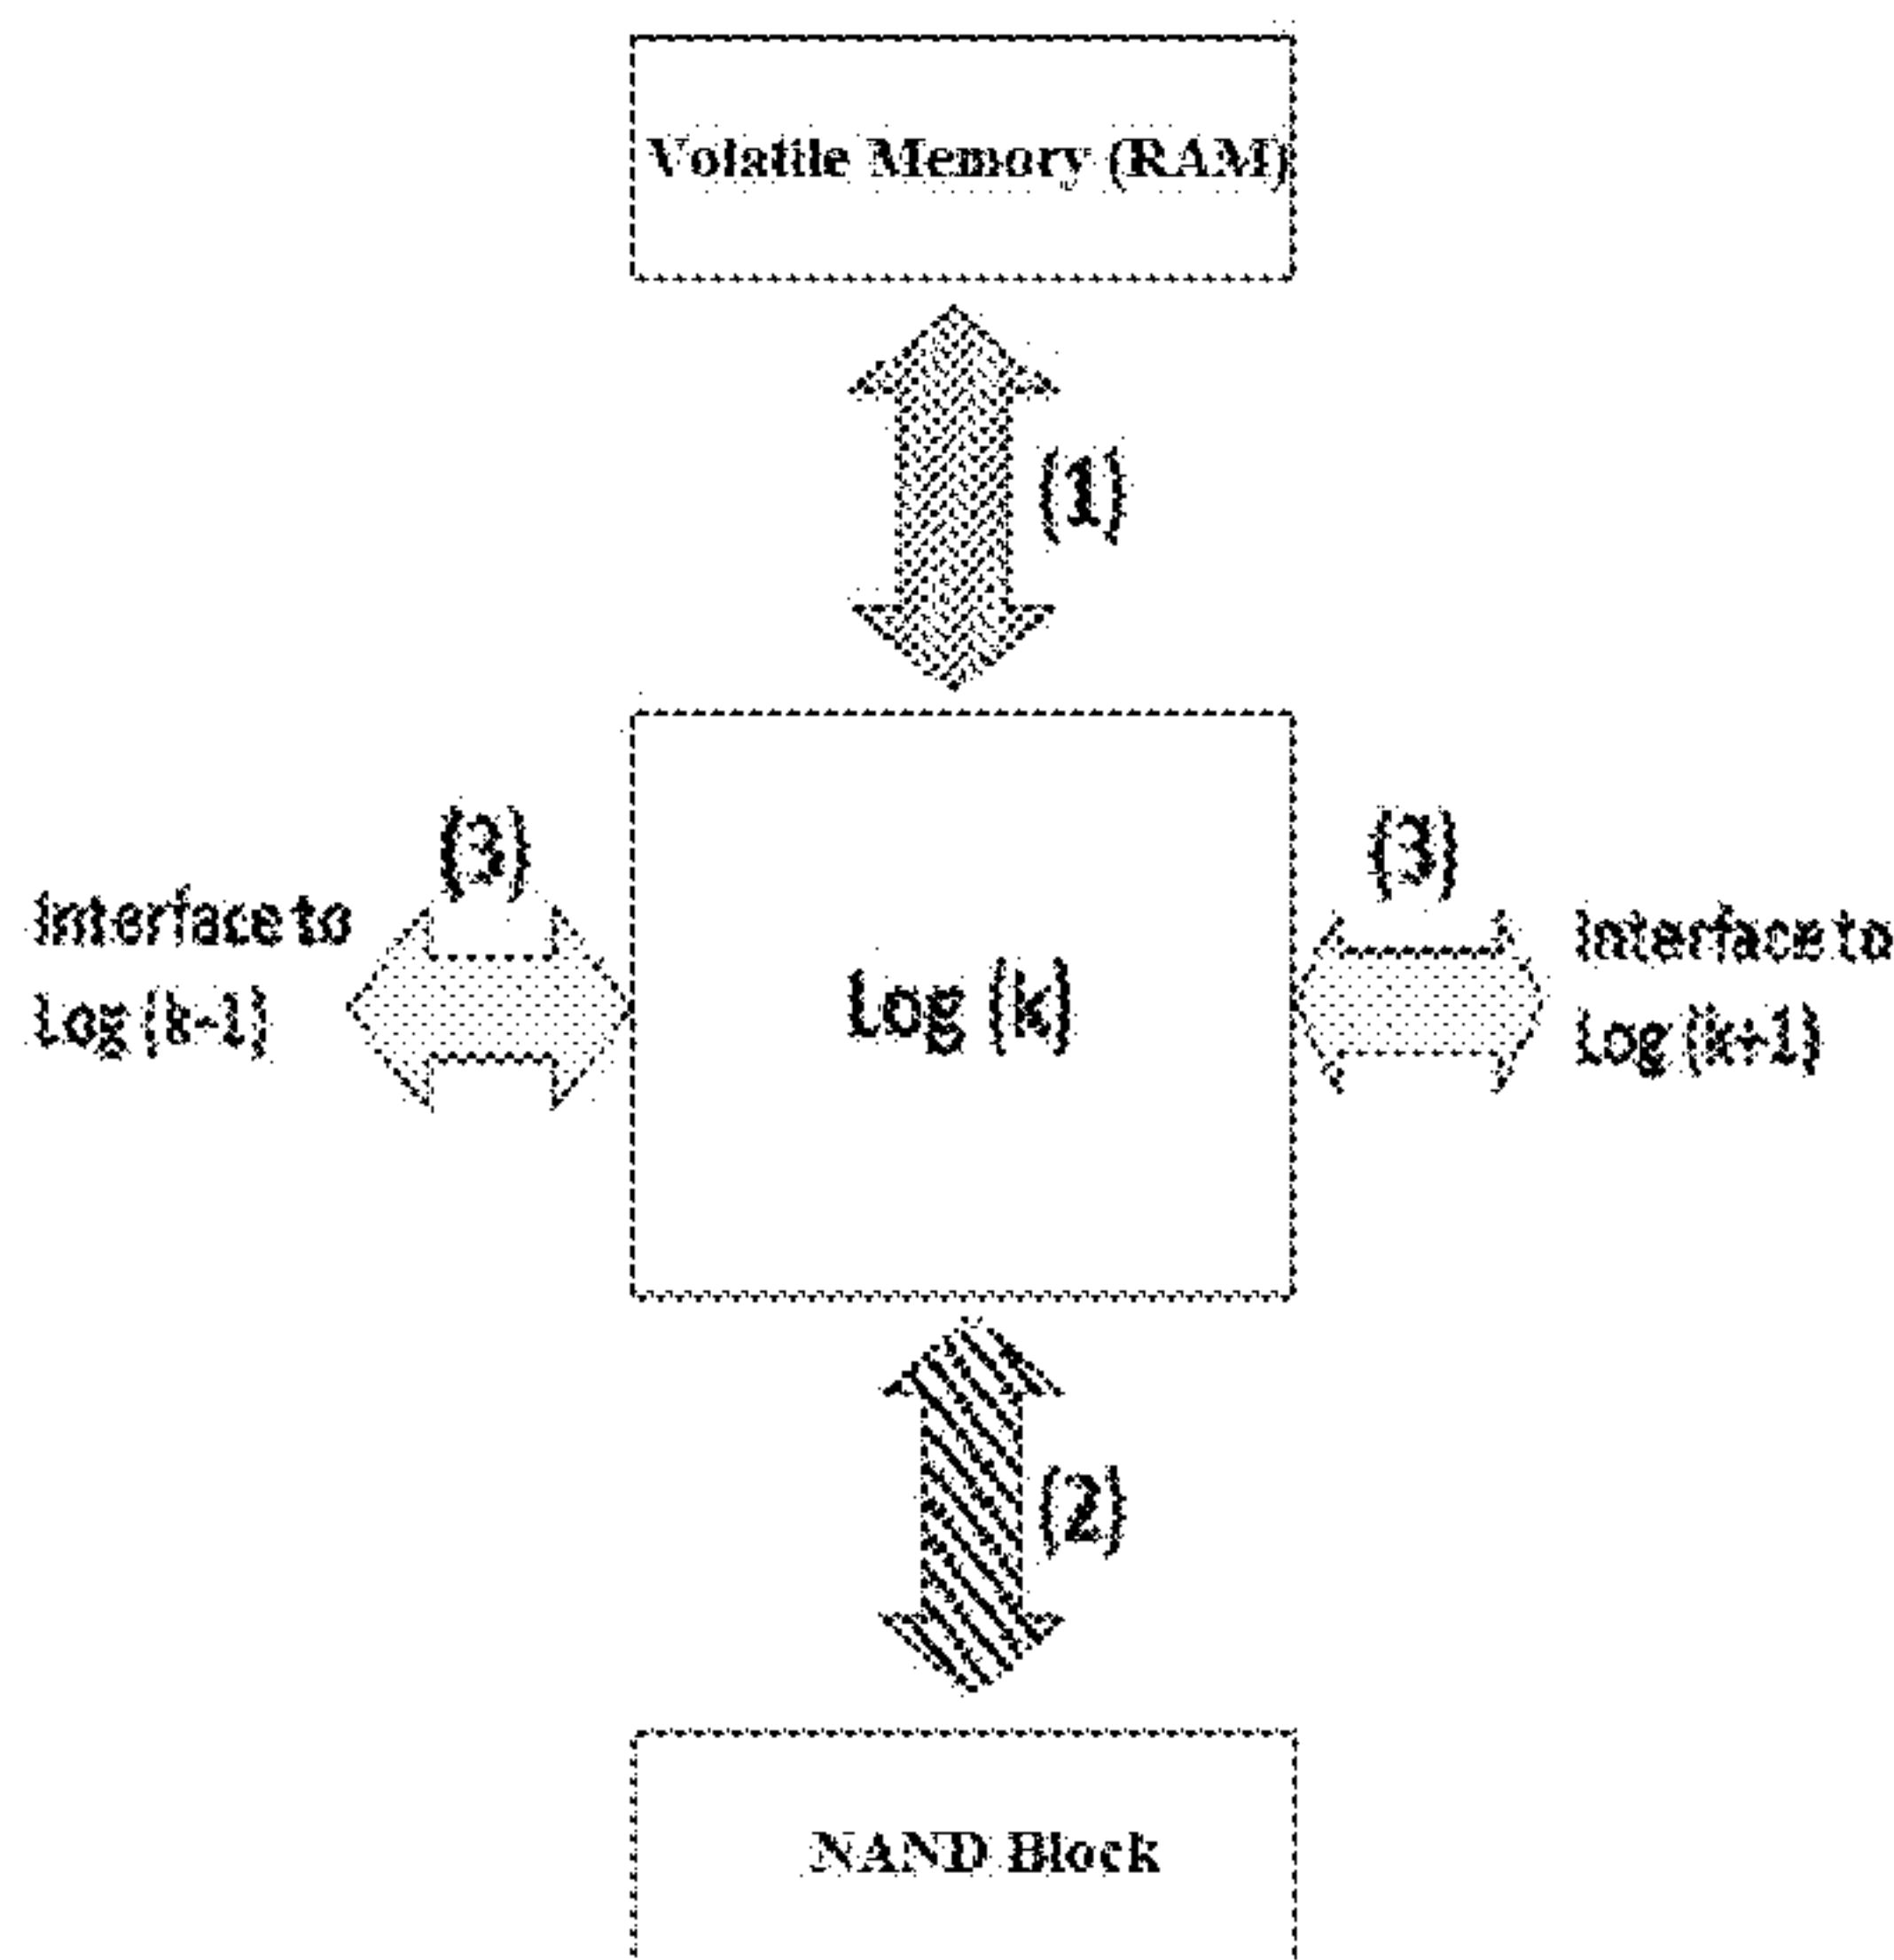 Volatile Memory (RAM)
(1)
(3)
(3)
Interface to
Log (k-1)
Log (k)
Interface to
Log (k+1)
(2)
NAND Block